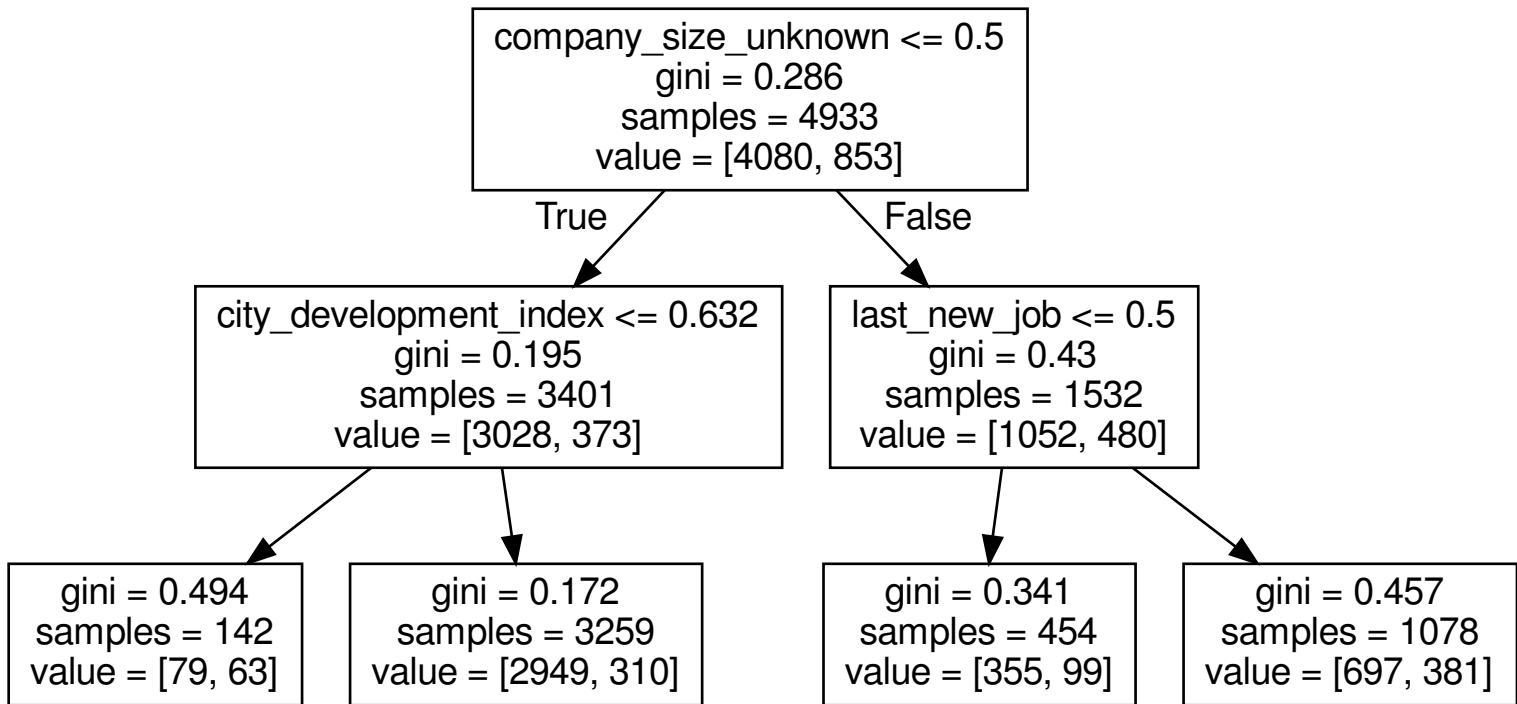 company_size_unknown <= 0.5
gini = 0.286
samples = 4933
value = [4080, 853]
True
False
city_development_index <= 0.632
gini = 0.195
samples = 3401
value = [3028, 373]
last_new_job <= 0.5
gini = 0.43
samples = 1532
value = [1052, 480]
gini = 0.494
samples = 142
value = [79, 63]
gini = 0.172
samples = 3259
value = [2949, 310]
gini = 0.341
samples = 454
value = [355, 99]
gini = 0.457
samples = 1078
value = [697, 381]